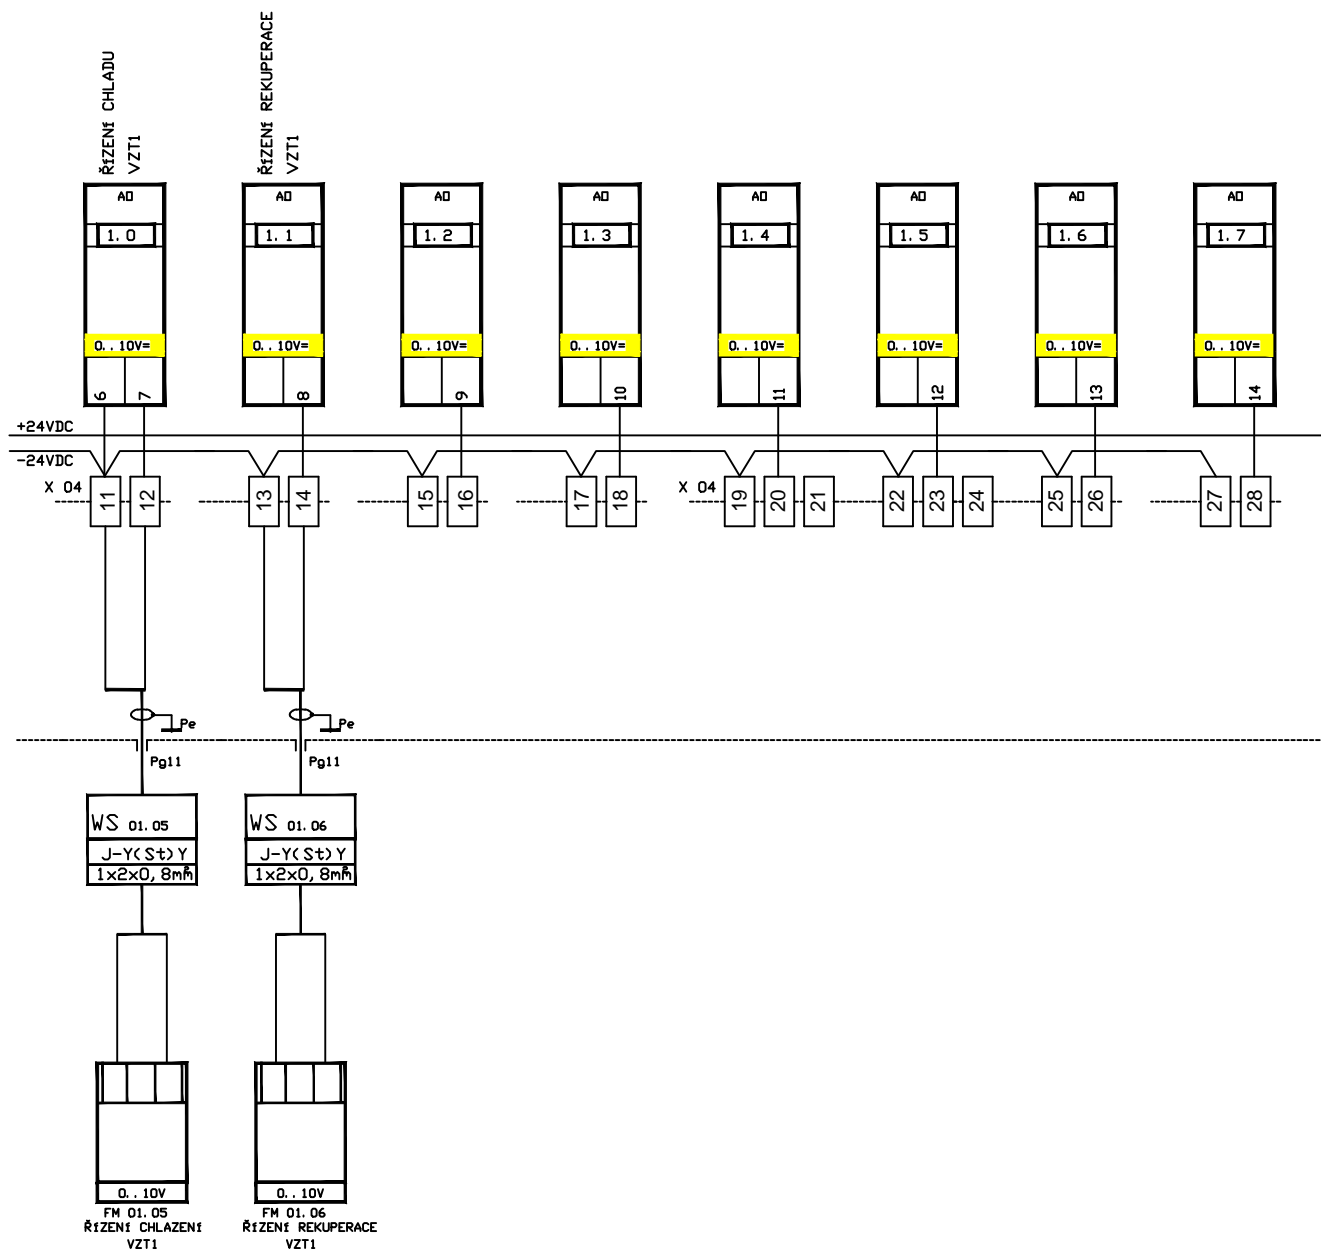 ŘÍZENÍ CHLADU
VZT1
ŘÍZENÍ REKUPERACE
VZT1
AO AO AO AO AO AO AO AO
1.0 1.1 1.2 1.3 1.4 1.5 1.6 1.7
0..10V= 0..10V= 0..10V= 0..10V= 0..10V= 0..10V= 0..10V= 0..10V=
6 7 8 9 10 11 12 13 14
+24VDC
-24VDC
X 04 11 12 13 14 15 16 17 18 X 04 19 20 21 22 23 24 25 26 27 28
Pe Pe
Pg11 Pg11
WS 01.05 WS 01.06
J-Y(St)Y J-Y(St)Y
1x2x0,8mm 1x2x0,8mm
0..10V 0..10V
FM 01.05 FM 01.06
ŘÍZENÍ CHLAZENÍ ŘÍZENÍ REKUPERACE
VZT1 VZT1